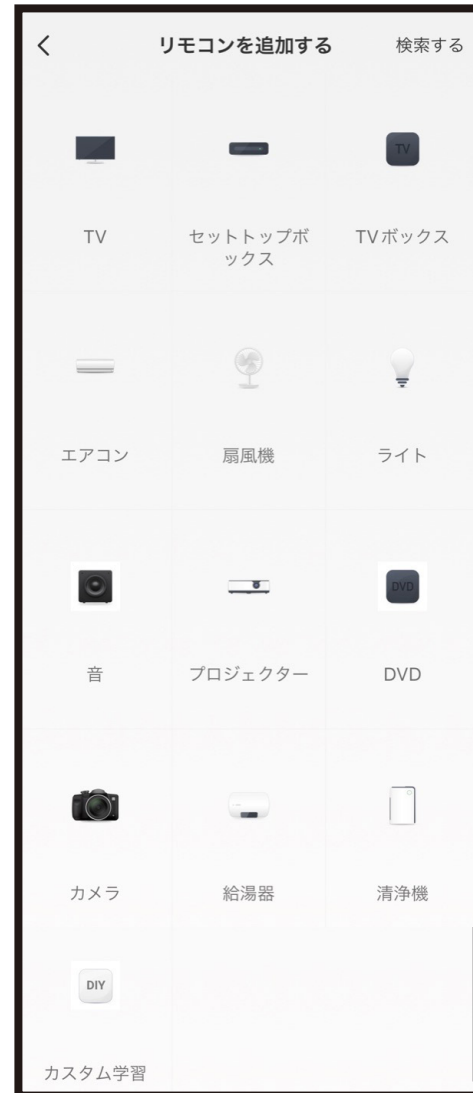 リモコンを追加する 検索する
TV
TV セットトップボ TVボックス
ックス
エアコン 扇風機 ライト
DVD
音 プロジェクター DVD
カメラ 給湯器 清浄機
DIY
カスタム学習